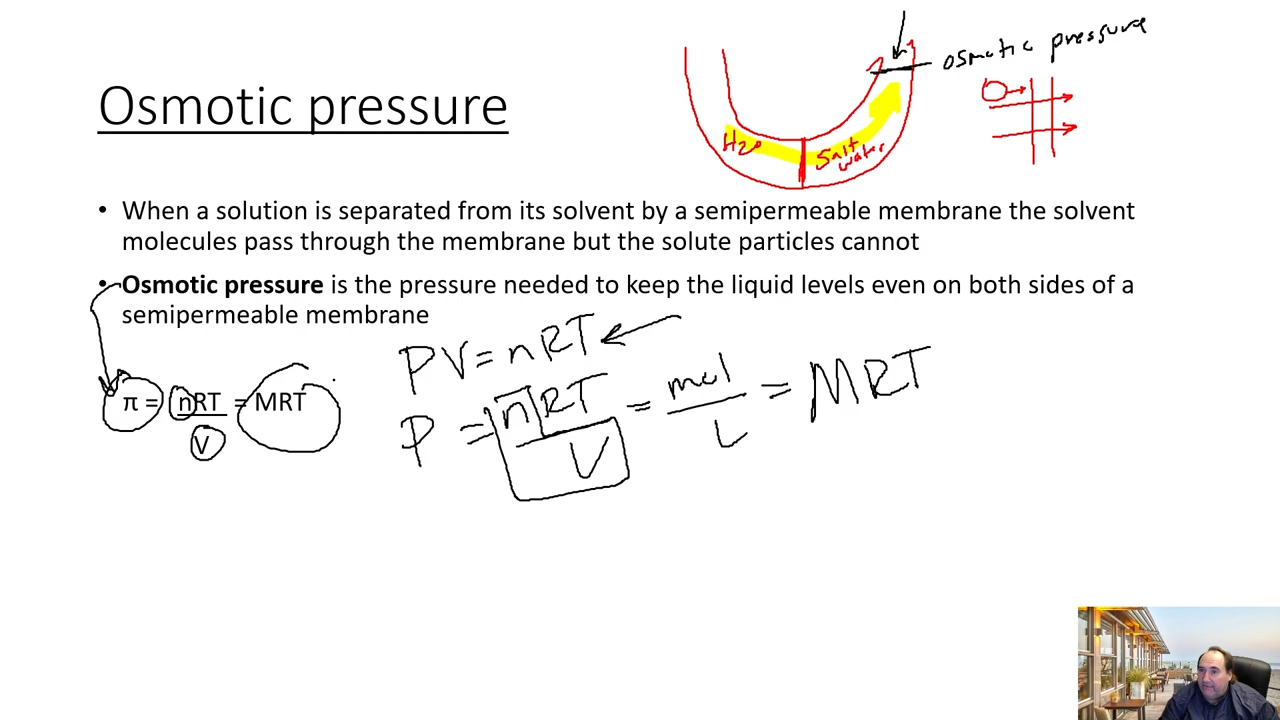 osmotic pressure
Osmotic pressure
H2O
Salt
water
• When a solution is separated from its solvent by a semipermeable membrane the solvent
molecules pass through the membrane but the solute particles cannot
• Osmotic pressure is the pressure needed to keep the liquid levels even on both sides of a
semipermeable membrane
PV = nRT
π = nRT = MRT
V
P = nRT = mol = MRT
V L